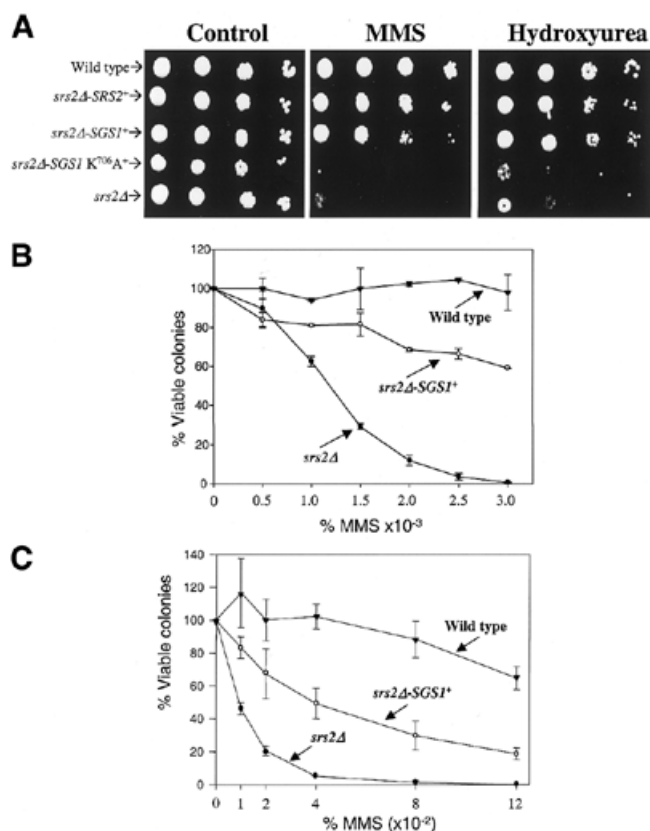 A
Control
MMS
Hydroxyurea
Wild type→
srs2Δ-SRS2⁺→
srs2Δ-SGS1⁺→
srs2Δ-SGS1 K⁷⁰⁶A⁺→
srs2Δ→
B
% Viable colonies
120
100
80
60
40
20
0
Wild type
srs2Δ-SGS1⁺
srs2Δ
0 0.5 1.0 1.5 2.0 2.5 3.0
% MMS x10⁻³
C
% Viable colonies
140
120
100
80
60
40
20
0
Wild type
srs2Δ-SGS1⁺
srs2Δ
0 1 2 4 8 12
% MMS (x10⁻²)